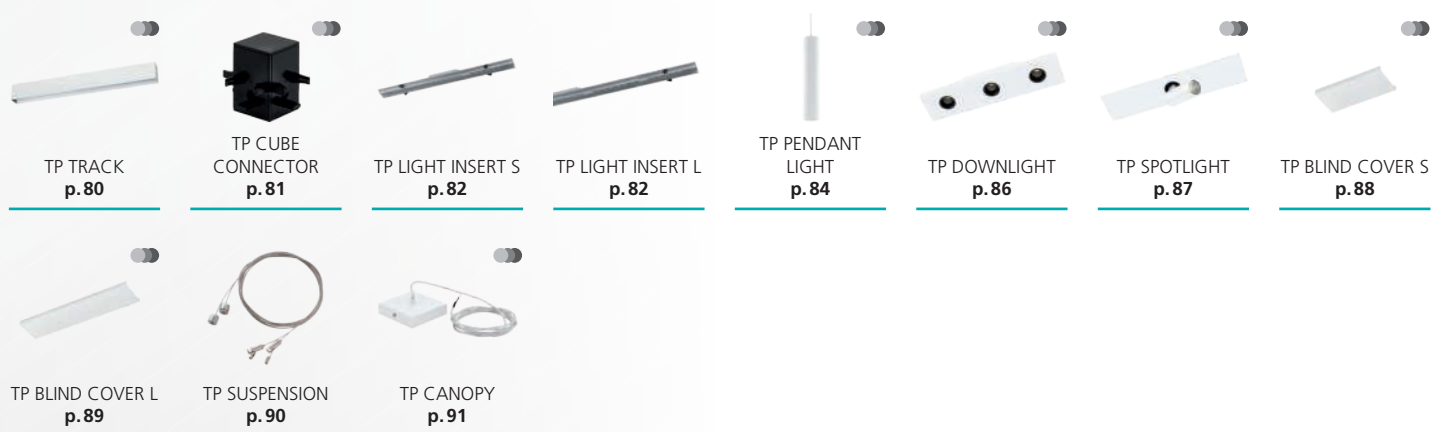 TP TRACK
p.80
TP CUBE
CONNECTOR
p.81
TP LIGHT INSERT S
p.82
TP LIGHT INSERT L
p.82
TP PENDANT
LIGHT
p.84
TP DOWNLIGHT
p.86
TP SPOTLIGHT
p.87
TP BLIND COVER S
p.88
TP BLIND COVER L
p.89
TP SUSPENSION
p.90
TP CANOPY
p.91